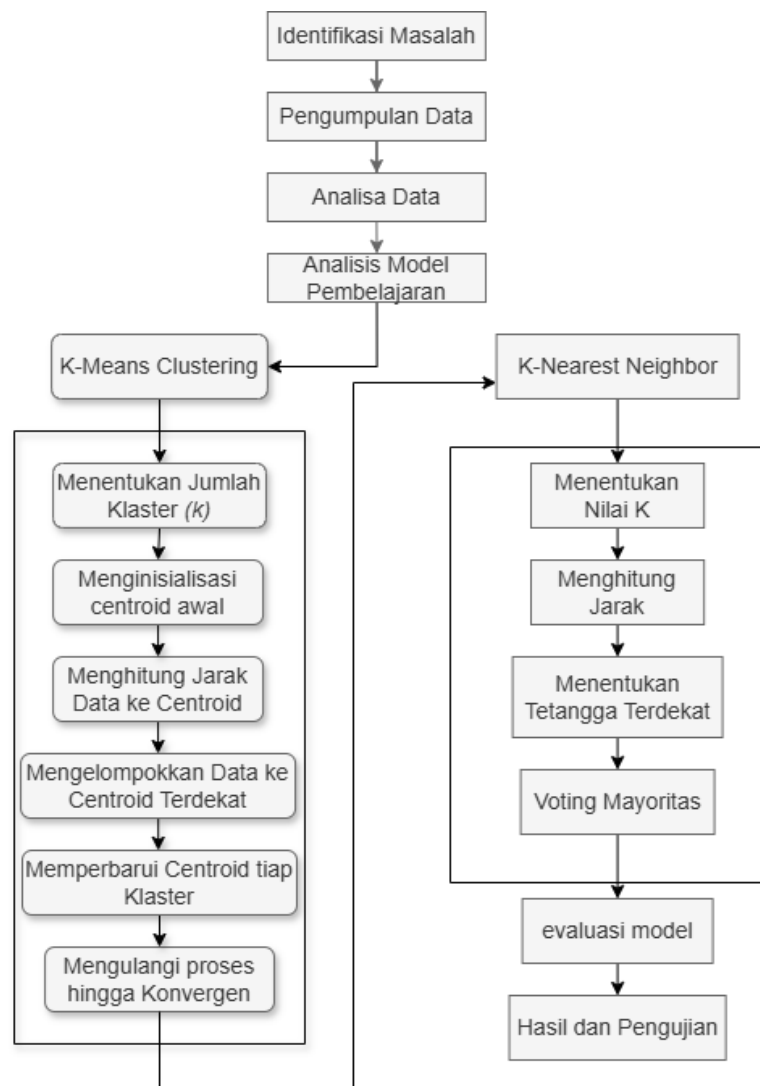 Identifikasi Masalah
Pengumpulan Data
Analisa Data
Analisis Model
Pembelajaran
K-Means Clustering
Menentukan Jumlah
Klaster (k)
Menginisialisasi
centroid awal
Menghitung Jarak
Data ke Centroid
Mengelompokkan Data ke
Centroid Terdekat
Memperbarui Centroid tiap
Klaster
Mengulangi proses
hingga Konvergen
K-Nearest Neighbor
Menentukan
Nilai K
Menghitung
Jarak
Menentukan
Tetangga Terdekat
Voting Mayoritas
evaluasi model
Hasil dan Pengujian